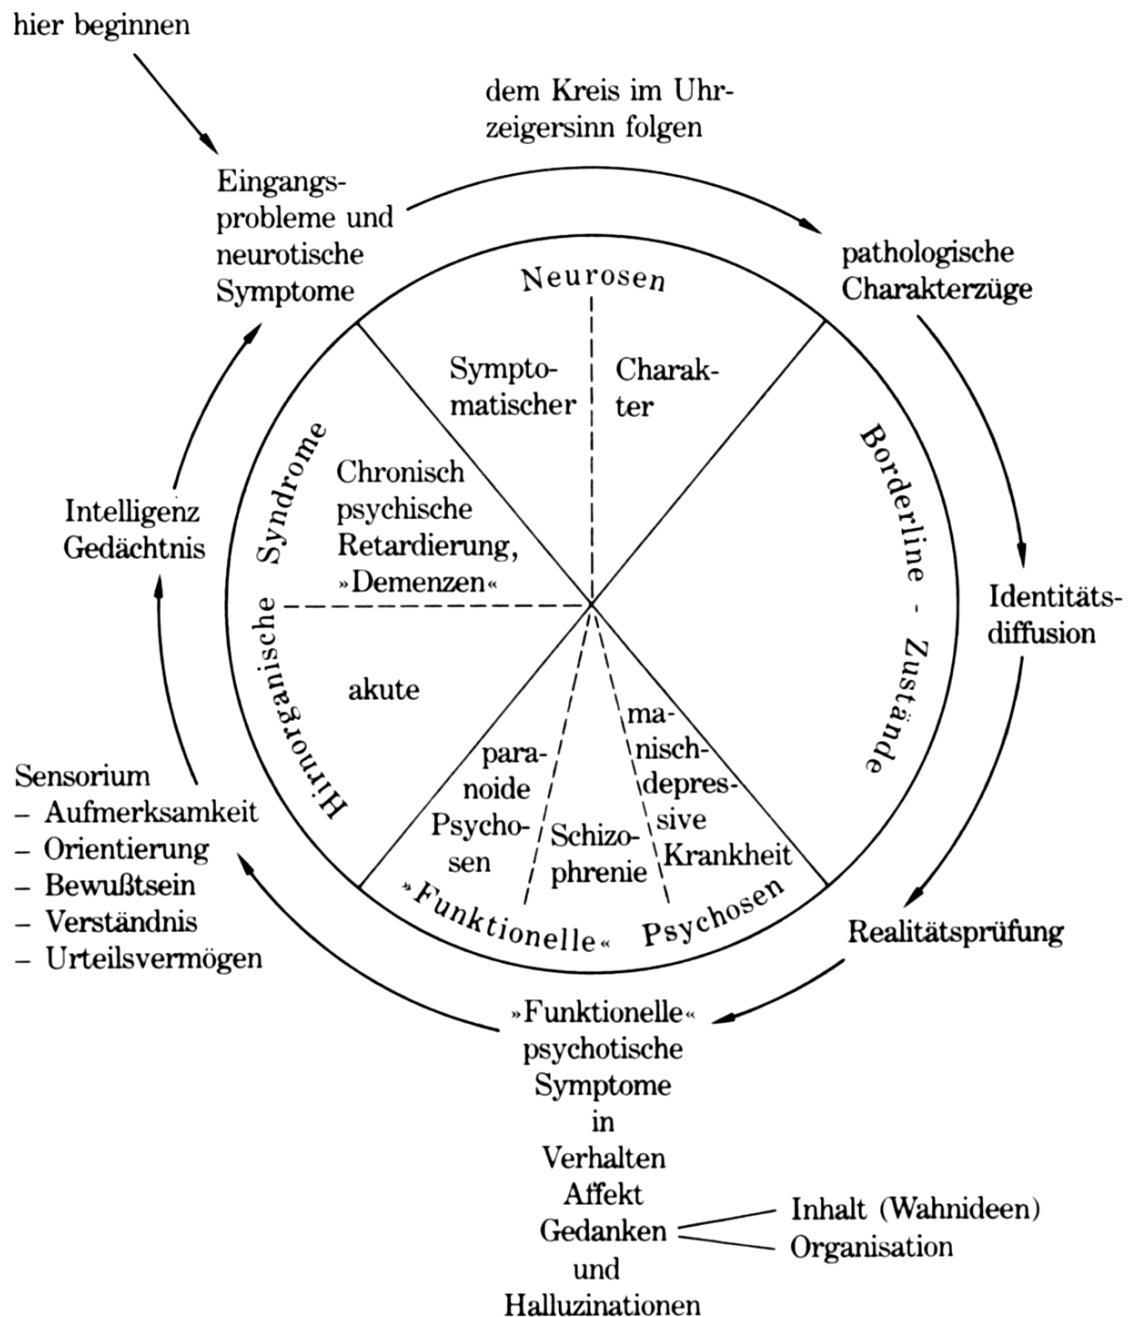 hier beginnen
dem Kreis im Uhr-
zeigersinn folgen
Eingangs-
probleme und
neurotische
Symptome
pathologische
Charakterzüge
Identitäts-
diffusion
Realitätsprüfung
»Funktionelle«
psychotische
Symptome
in
Verhalten
Affekt
Gedanken
Inhalt (Wahnideen)
Organisation
und
Halluzinationen
Sensorium
– Aufmerksamkeit
– Orientierung
– Bewußtsein
– Verständnis
– Urteilsvermögen
Intelligenz
Gedächtnis
Neurosen
Sympto-
matischer
Charak-
ter
Borderline - Zustände
»Funktionelle« Psychosen
ma-
nisch-
depres-
sive
Krankheit
Schizo-
phrenie
para-
noide
Psycho-
sen
Hirnorganische Syndrome
akute
Chronisch
psychische
Retardierung,
»Demenzen«